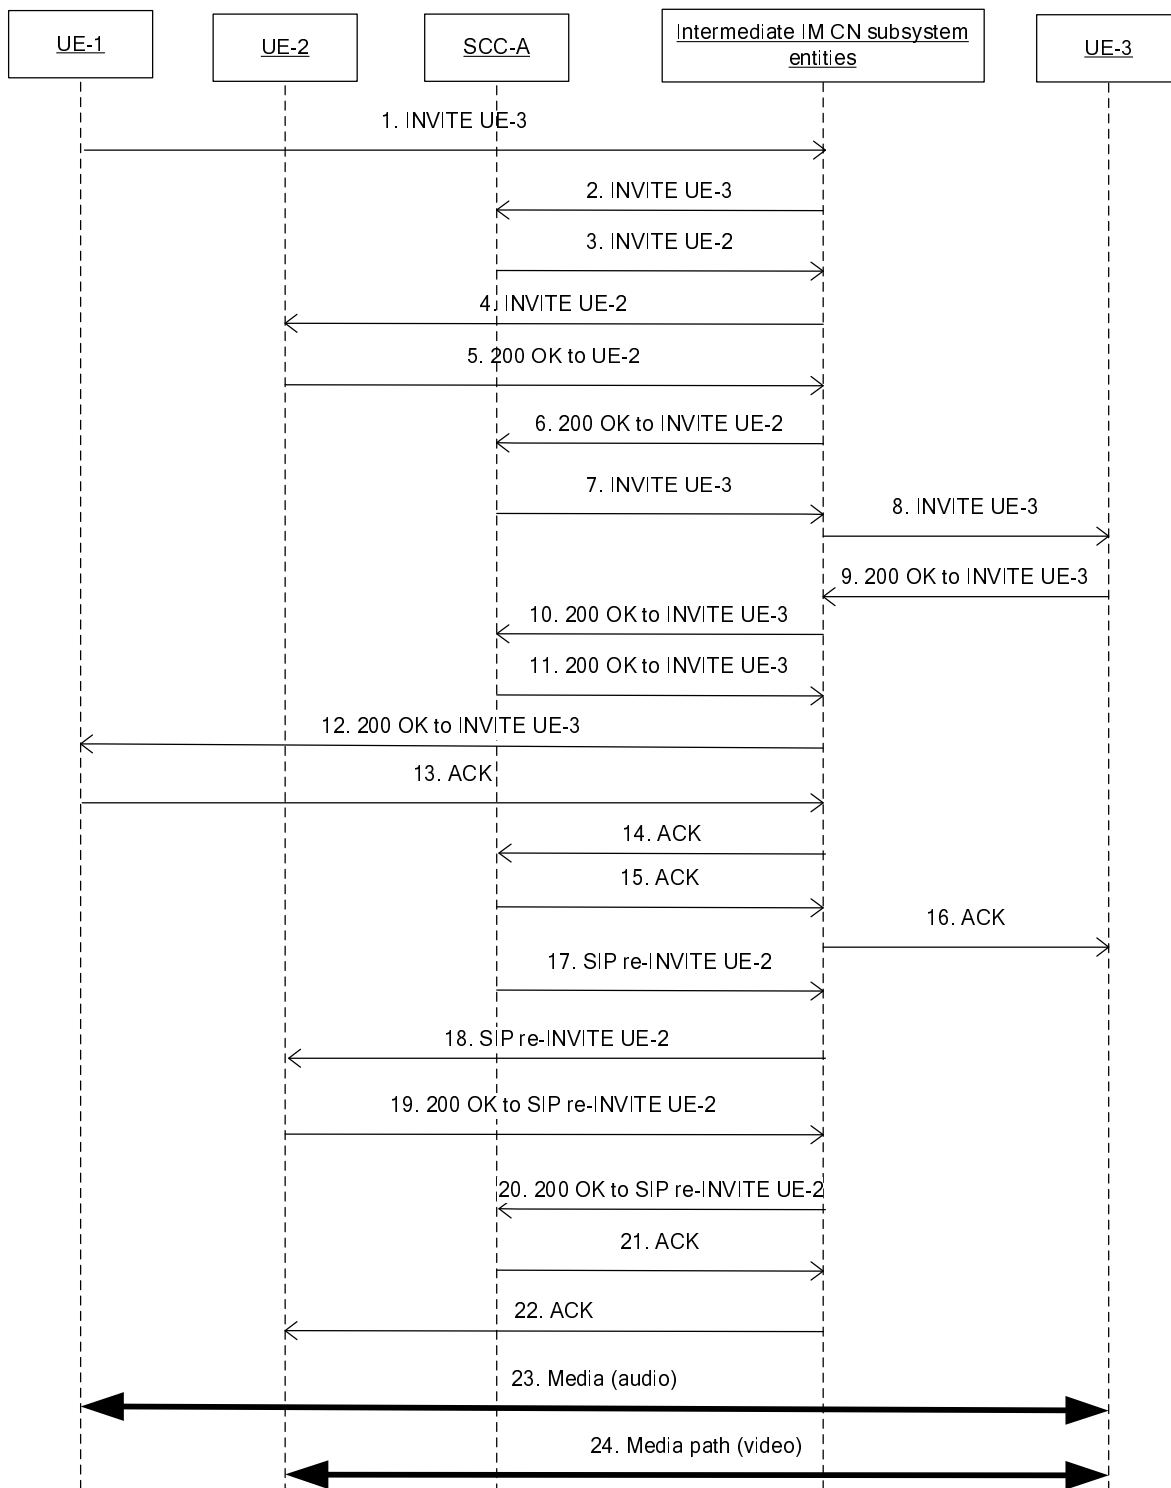 UE-1
UE-2
SCC-A
Intermediate IM CN subsystem
entities
UE-3
1. INVITE UE-3
2. INVITE UE-3
3. INVITE UE-2
4. INVITE UE-2
5. 200 OK to UE-2
6. 200 OK to INVITE UE-2
7. INVITE UE-3
8. INVITE UE-3
9. 200 OK to INVITE UE-3
10. 200 OK to INVITE UE-3
11. 200 OK to INVITE UE-3
12. 200 OK to INVITE UE-3
13. ACK
14. ACK
15. ACK
16. ACK
17. SIP re-INVITE UE-2
18. SIP re-INVITE UE-2
19. 200 OK to SIP re-INVITE UE-2
20. 200 OK to SIP re-INVITE UE-2
21. ACK
22. ACK
23. Media (audio)
24. Media path (video)